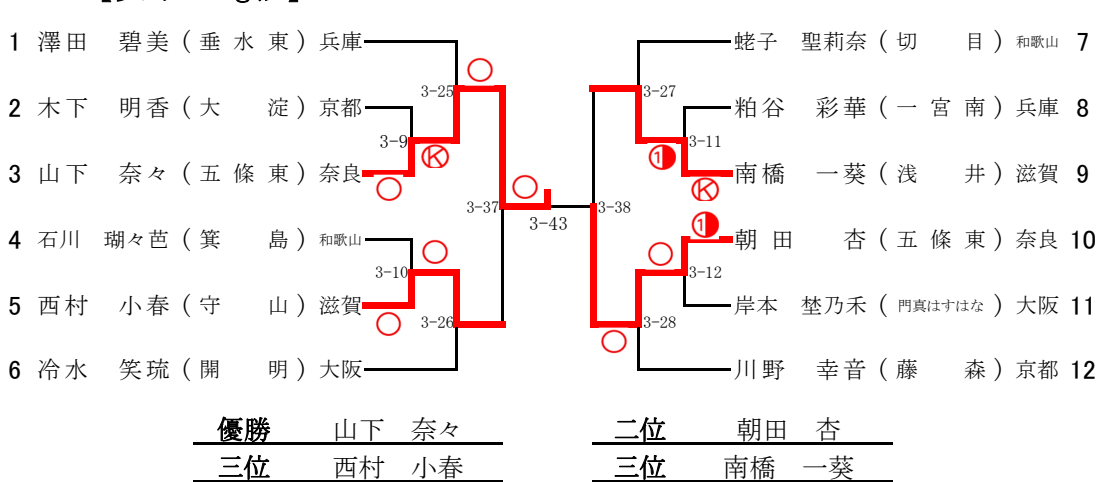 1 澤田 碧美 (垂水東) 兵庫
2 木下 明香 (大 淀) 京都
3 山下 奈々 (五條東) 奈良
4 石川 瑚々芭 (箕 島) 和歌山
5 西村 小春 (守 山) 滋賀
6 冷水 笑琉 (開 明) 大阪
3-25
3-9
Ⓚ
3-37
3-10
3-26
3-43
3-38
3-27
3-11
1
Ⓚ
1
3-12
3-28
蛯子 聖莉奈 (切 目) 和歌山 7
粕谷 彩華 (一宮南) 兵庫 8
南橋 一葵 (浅 井) 滋賀 9
朝田 杏 (五條東) 奈良 10
岸本 埜乃禾 (門真はすはな) 大阪 11
川野 幸音 (藤 森) 京都 12
優勝 山下 奈々
二位 朝田 杏
三位 西村 小春
三位 南橋 一葵